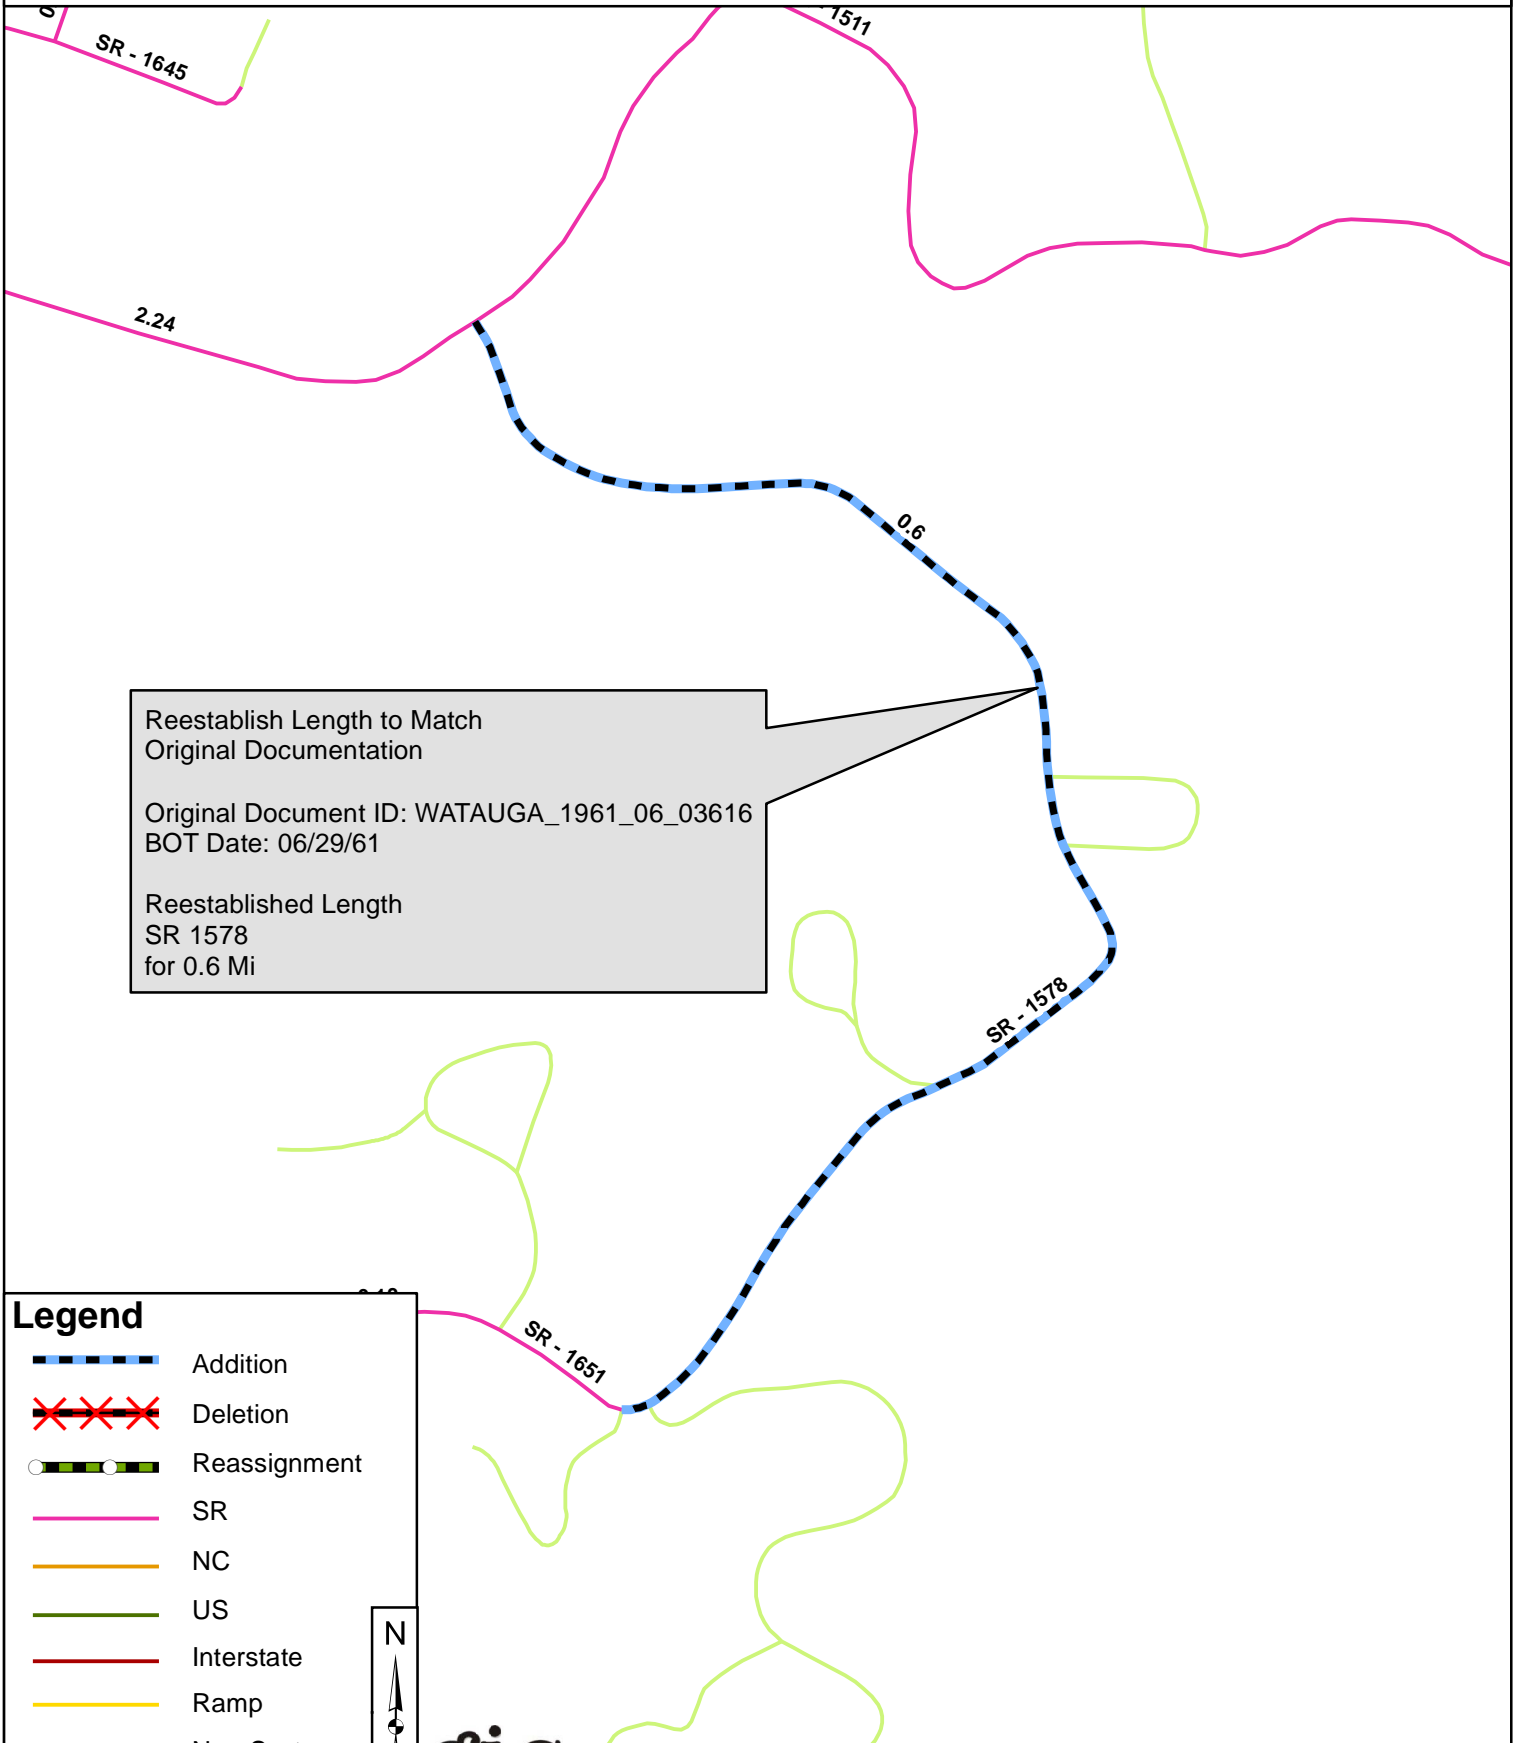 SR - 1645
1511
2.24
0.6
Reestablish Length to Match
Original Documentation
Original Document ID: WATAUGA_1961_06_03616
BOT Date: 06/29/61
Reestablished Length
SR 1578
for 0.6 Mi
SR - 1578
SR - 1651
Legend
Addition
Deletion
Reassignment
SR
NC
US
Interstate
Ramp
N